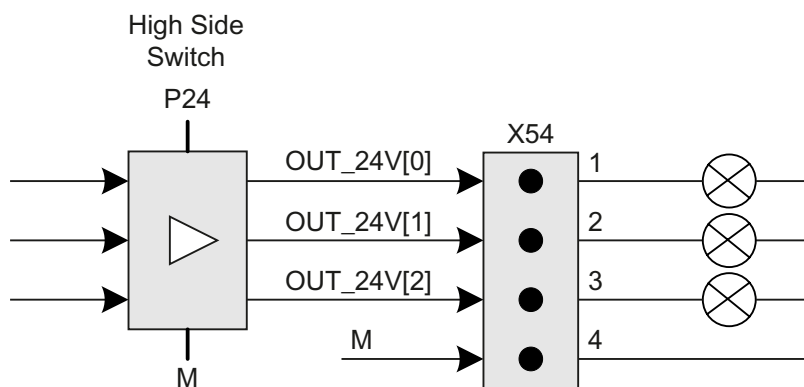 High Side
Switch
P24
X54
OUT_24V[0]
1
OUT_24V[1]
2
OUT_24V[2]
3
M
4
M